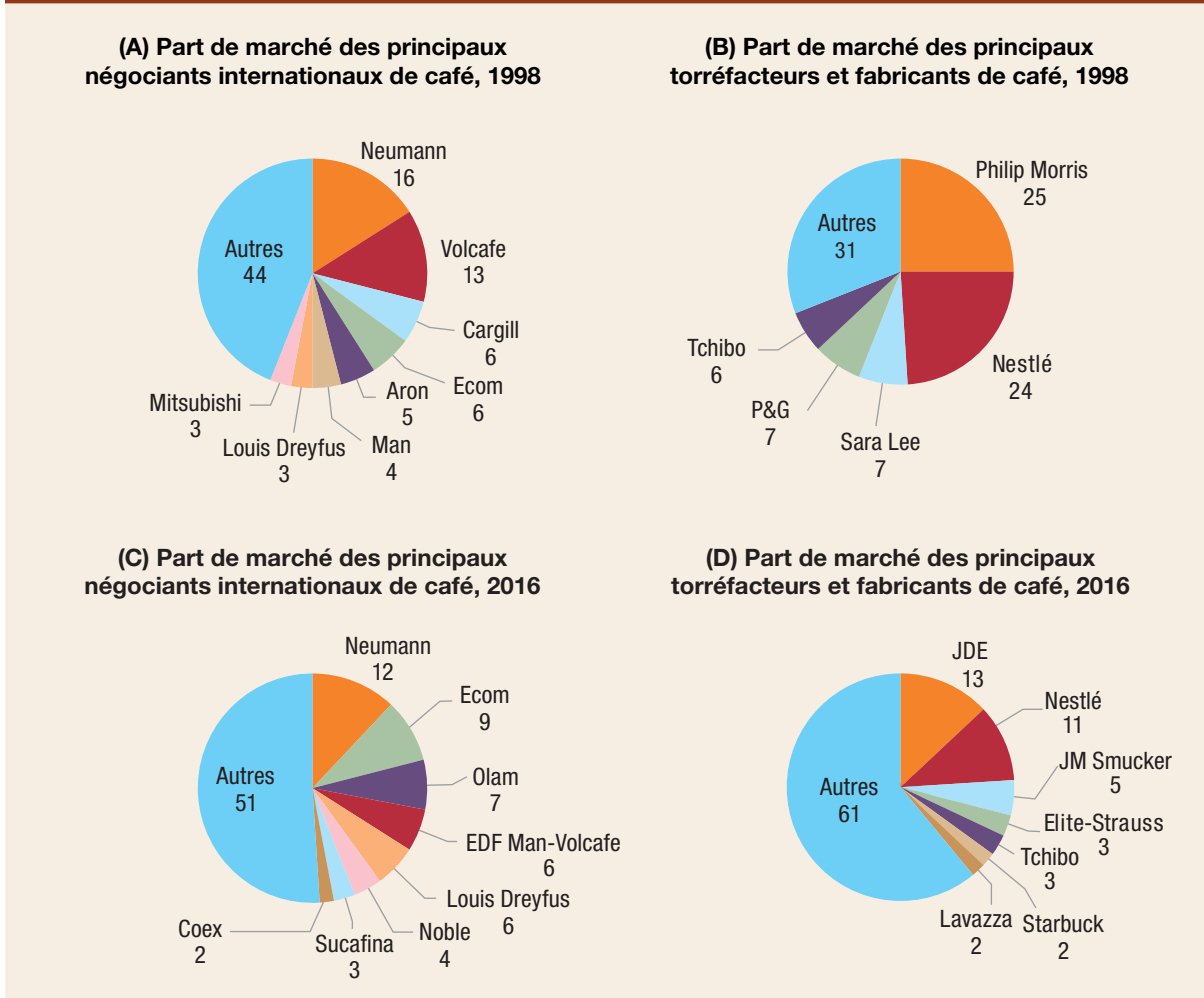 (A) Part de marché des principaux
négociants internationaux de café, 1998
Neumann
16
Volcafe
13
Cargill
6
Ecom
6
Aron
5
Man
4
Louis Dreyfus
3
Mitsubishi
3
Autres
44
(B) Part de marché des principaux
torréfacteurs et fabricants de café, 1998
Philip Morris
25
Nestlé
24
Sara Lee
7
P&G
7
Tchibo
6
Autres
31
(C) Part de marché des principaux
négociants internationaux de café, 2016
Neumann
12
Ecom
9
Olam
7
EDF Man-Volcafe
6
Louis Dreyfus
6
Noble
4
Sucafina
3
Coex
2
Autres
51
(D) Part de marché des principaux
torréfacteurs et fabricants de café, 2016
JDE
13
Nestlé
11
JM Smucker
5
Elite-Strauss
3
Tchibo
3
Starbuck
2
Lavazza
2
Autres
61